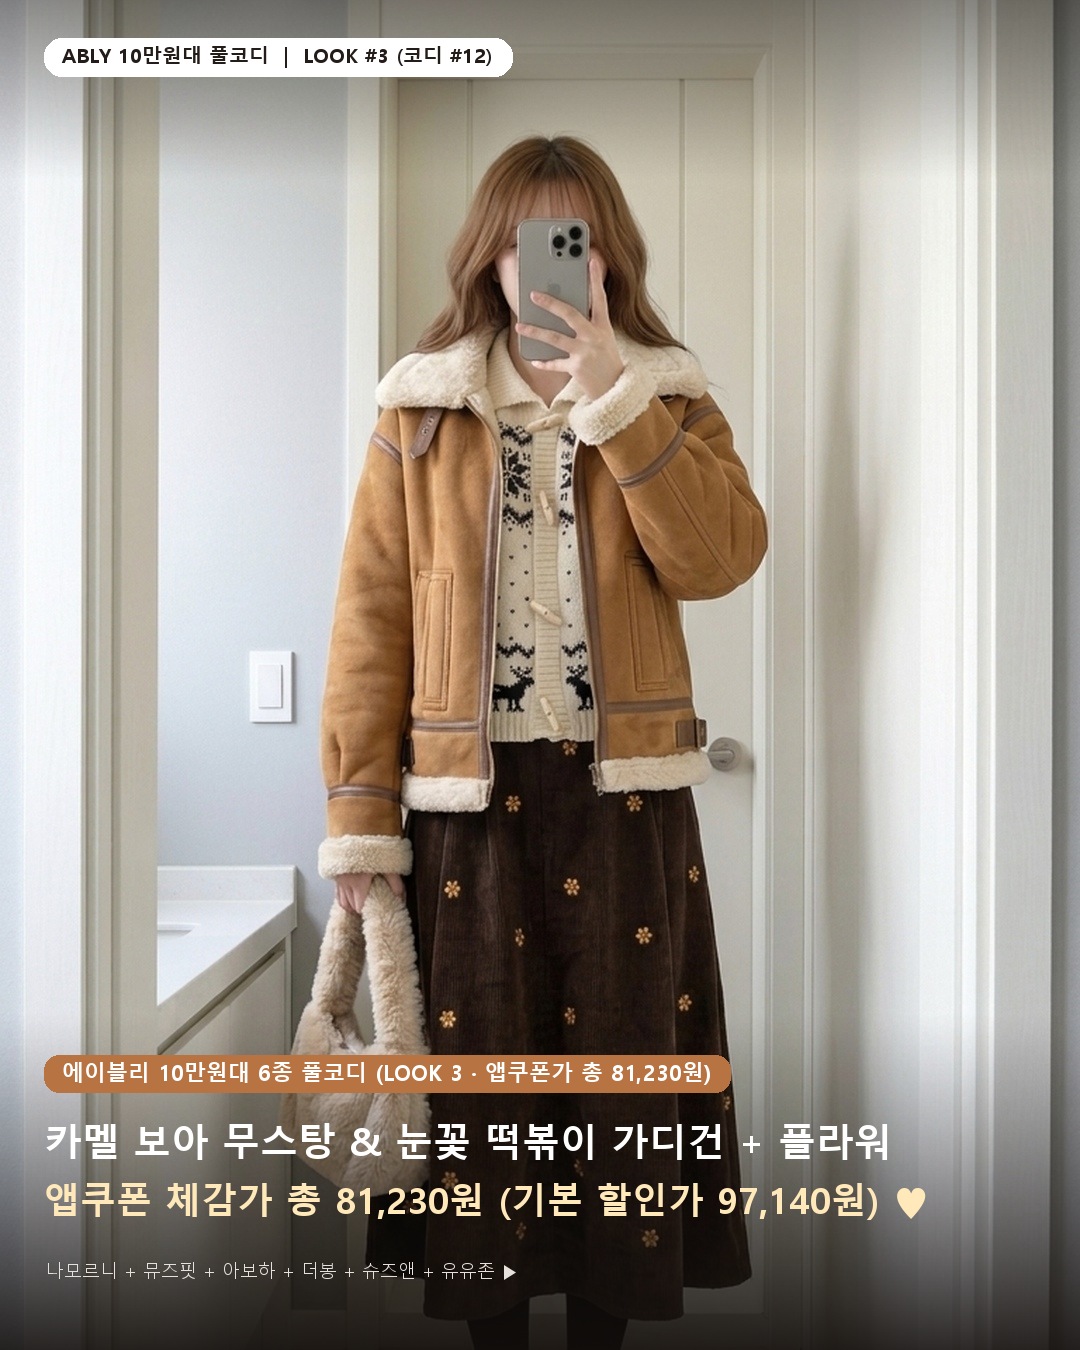 ABLY 10만원대 풀코디 | LOOK #3 (코디 #12)
에이블리 10만원대 6종 풀코디 (LOOK 3 · 앱쿠폰가 총 81,230원)
카멜 보아 무스탕 & 눈꽃 떡볶이 가디건 + 플라워
앱쿠폰 체감가 총 81,230원 (기본 할인가 97,140원) ♥
나모르니 + 뮤즈핏 + 아보하 + 더봉 + 슈즈앤 + 유유존 ▶